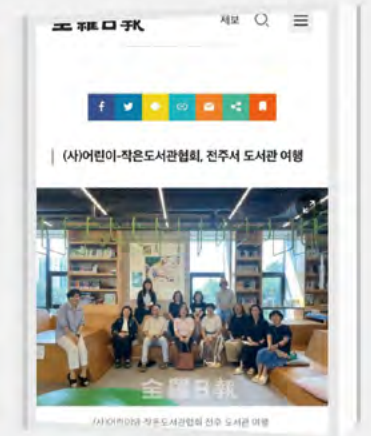 全羅日報
제보
(사)어린이-작은도서관협회, 전주서 도서관 여행
全羅日報
(사)어린이와 작은도서관협회 전주 도서관 여행